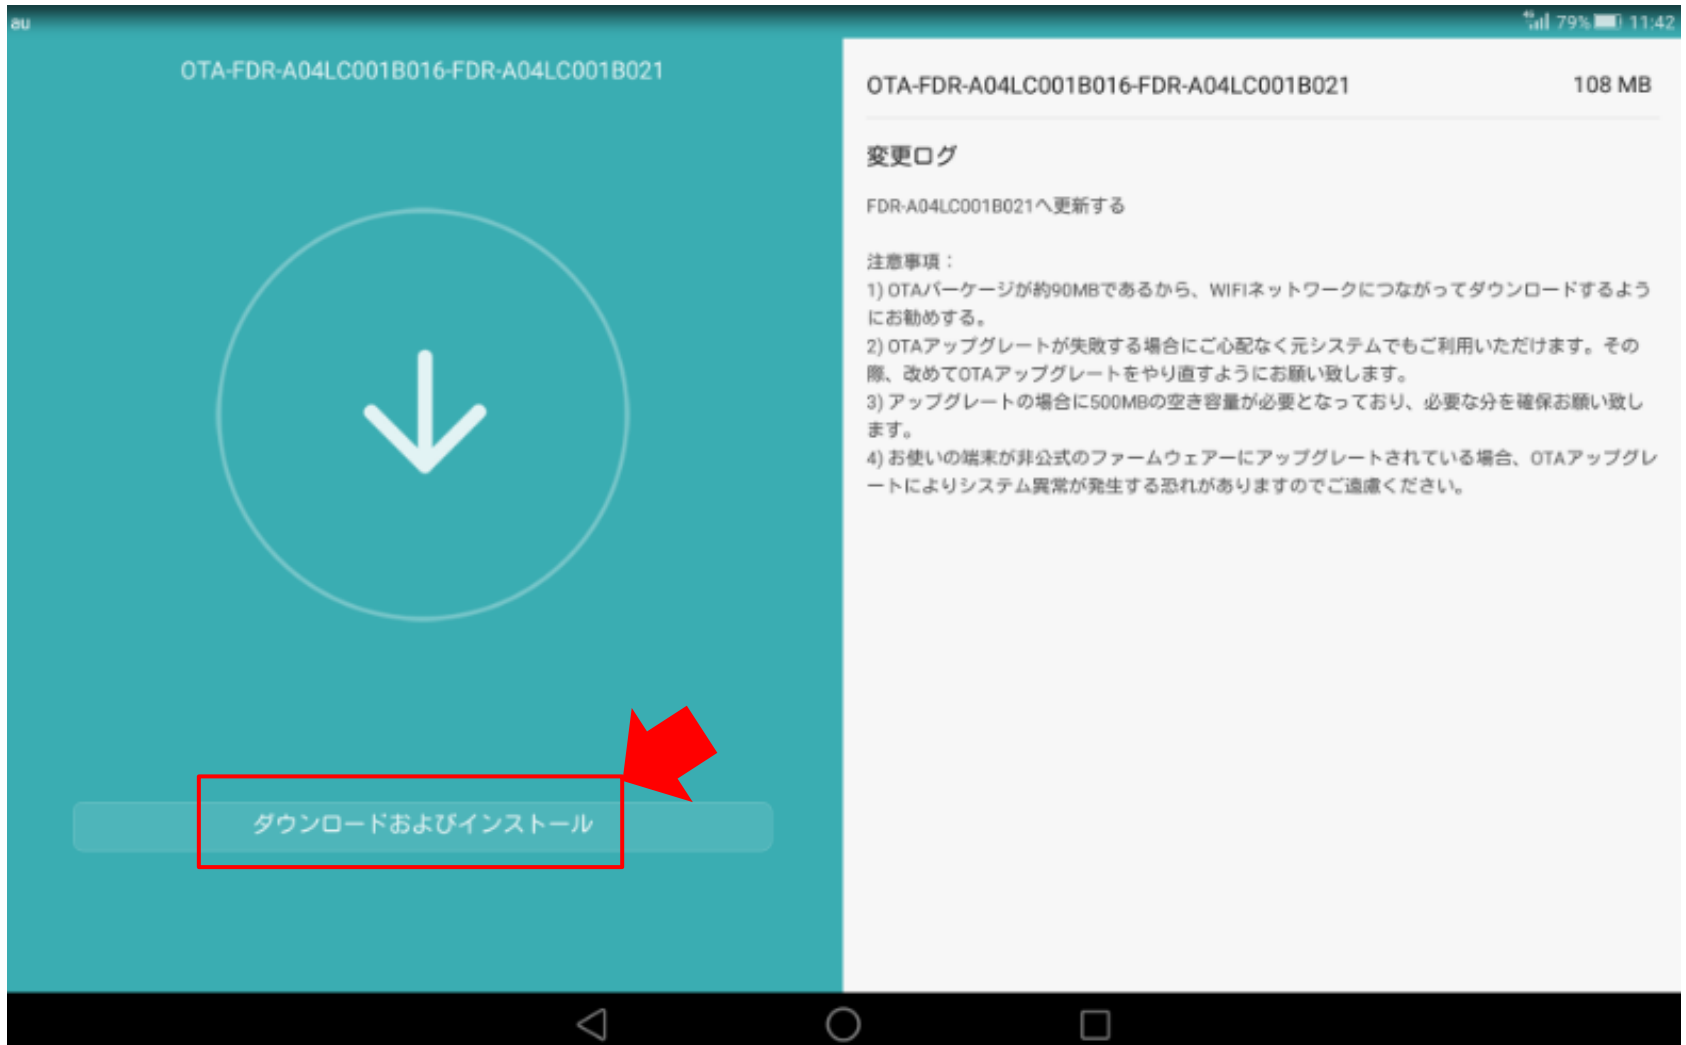 au
4G 79% 11:42
OTA-FDR-A04LC001B016-FDR-A04LC001B021
ダウンロードおよびインストール
OTA-FDR-A04LC001B016-FDR-A04LC001B021 108 MB
変更ログ
FDR-A04LC001B021へ更新する
注意事項：
1) OTAパーケージが約90MBであるから、WIFIネットワークにつながってダウンロードするよう
にお勧めする。
2) OTAアップグレートが失敗する場合にご心配なく元システムでもご利用いただけます。その
際、改めてOTAアップグレートをやり直すようにお願い致します。
3) アップグレートの場合に500MBの空き容量が必要となっており、必要な分を確保お願い致し
ます。
4) お使いの端末が非公式のファームウェアーにアップグレートされている場合、OTAアップグレ
ートによりシステム異常が発生する恐れがありますのでご遠慮ください。